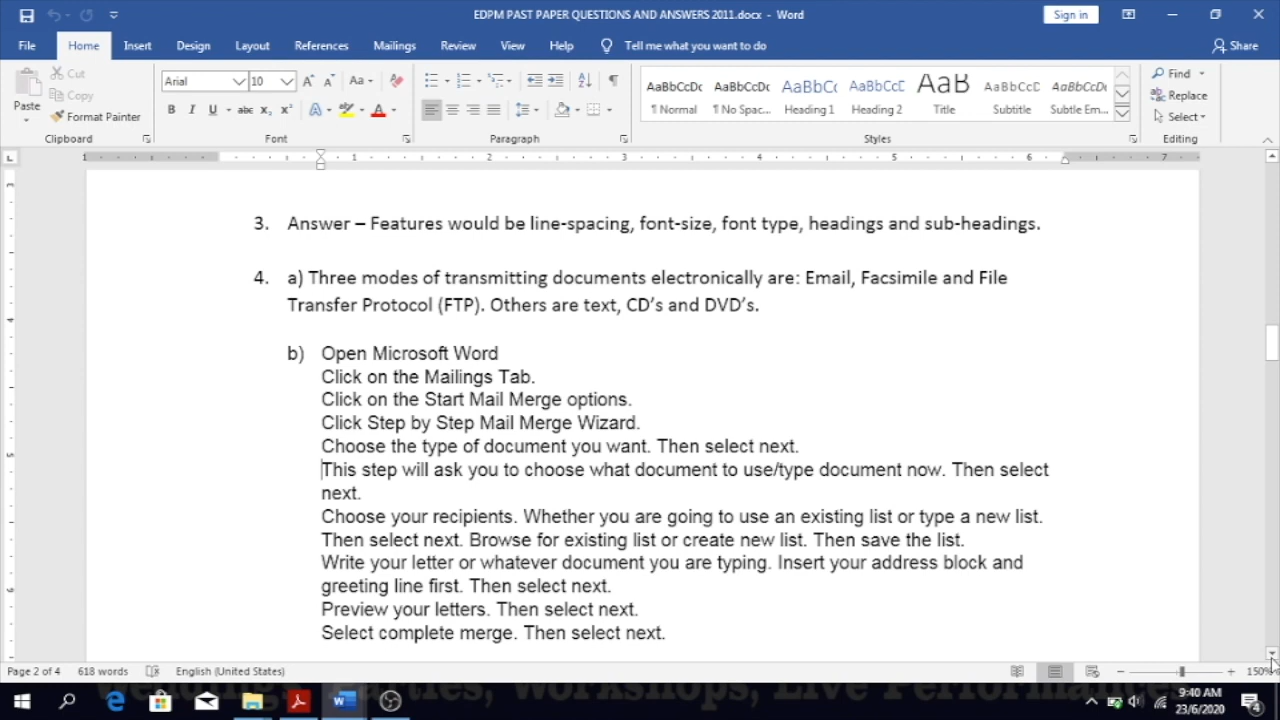 EDPM PAST PAPER QUESTIONS AND ANSWERS 2011.docx - Word
Sign in
File Home Insert Design Layout References Mailings Review View Help Tell me what you want to do Share
Cut
Copy
Paste
Format Painter
Clipboard
Arial 10
Font
Paragraph
AaBbCcDc AaBbCcDc AaBbCc AaBbCcC AaB AaBbCcD AaBbCcDc
¶ Normal ¶ No Spac... Heading 1 Heading 2 Title Subtitle Subtle Em...
Styles
Find
Replace
Select
Editing
1 1 2 3 4 5 6 7
3. Answer – Features would be line-spacing, font-size, font type, headings and sub-headings.
4. a) Three modes of transmitting documents electronically are: Email, Facsimile and File
Transfer Protocol (FTP). Others are text, CD's and DVD's.
b) Open Microsoft Word
Click on the Mailings Tab.
Click on the Start Mail Merge options.
Click Step by Step Mail Merge Wizard.
Choose the type of document you want. Then select next.
This step will ask you to choose what document to use/type document now. Then select
next.
Choose your recipients. Whether you are going to use an existing list or type a new list.
Then select next. Browse for existing list or create new list. Then save the list.
Write your letter or whatever document you are typing. Insert your address block and
greeting line first. Then select next.
Preview your letters. Then select next.
Select complete merge. Then select next.
Page 2 of 4 618 words English (United States) 150%
9:40 AM
23/6/2020